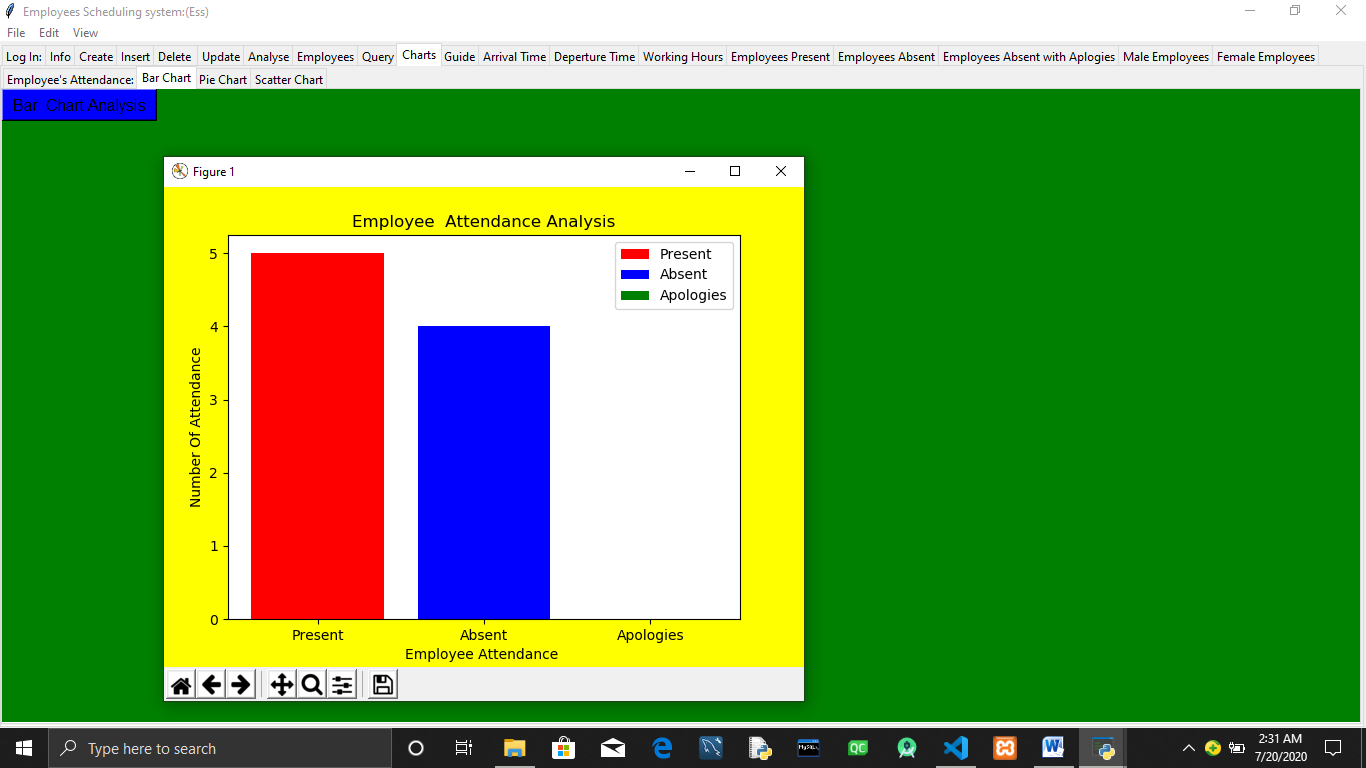 Employees Scheduling system:(Ess)
File Edit View
Log In: Info Create Insert Delete Update Analyse Employees Query Charts Guide Arrival Time Deperture Time Working Hours Employees Present Employees Absent Employees Absent with Aplogies Male Employees Female Employees
Employee's Attendance: Bar Chart Pie Chart Scatter Chart
Bar Chart Analysis
Figure 1
Employee Attendance Analysis
Present
Absent
Apologies
Number Of Attendance
5
4
3
2
1
0
Present Absent Apologies
Employee Attendance
Type here to search
MySQL
QC
W
2:31 AM
7/20/2020